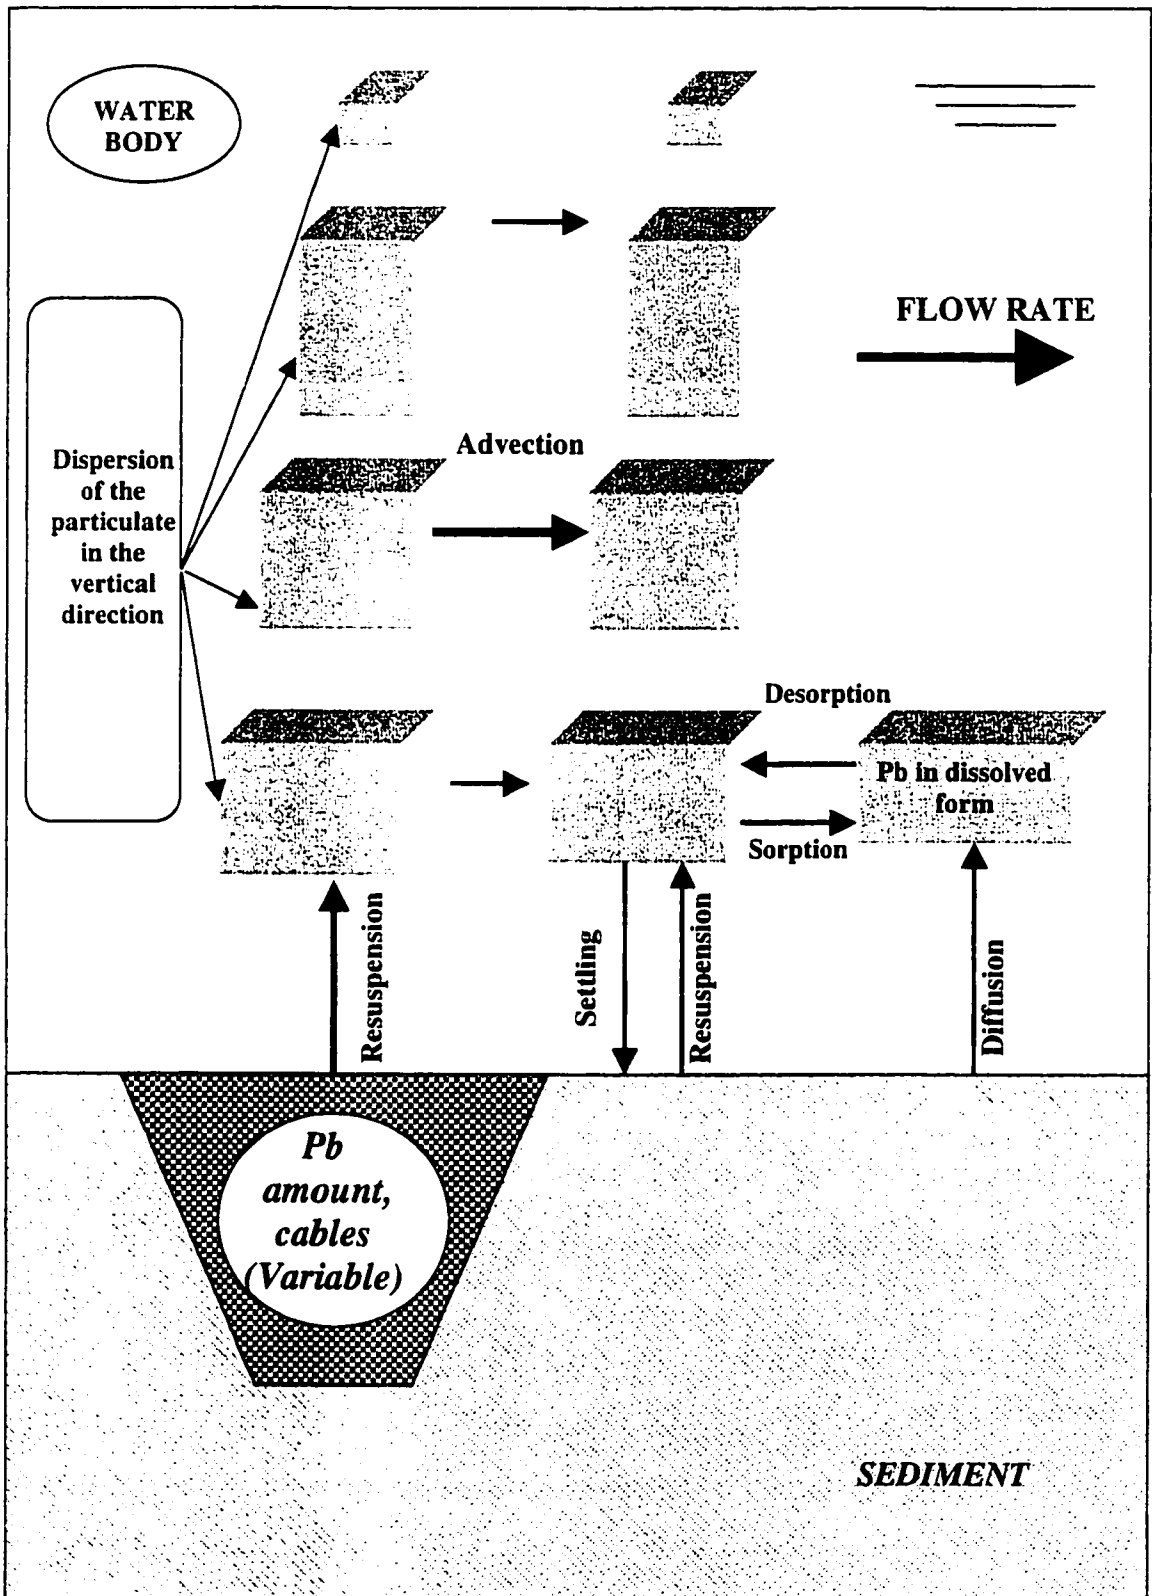 WATER
BODY
FLOW RATE
Dispersion
of the
particulate
in the
vertical
direction
Advection
Desorption
Pb in dissolved
form
Sorption
Resuspension
Settling
Resuspension
Diffusion
Pb
amount,
cables
(Variable)
SEDIMENT